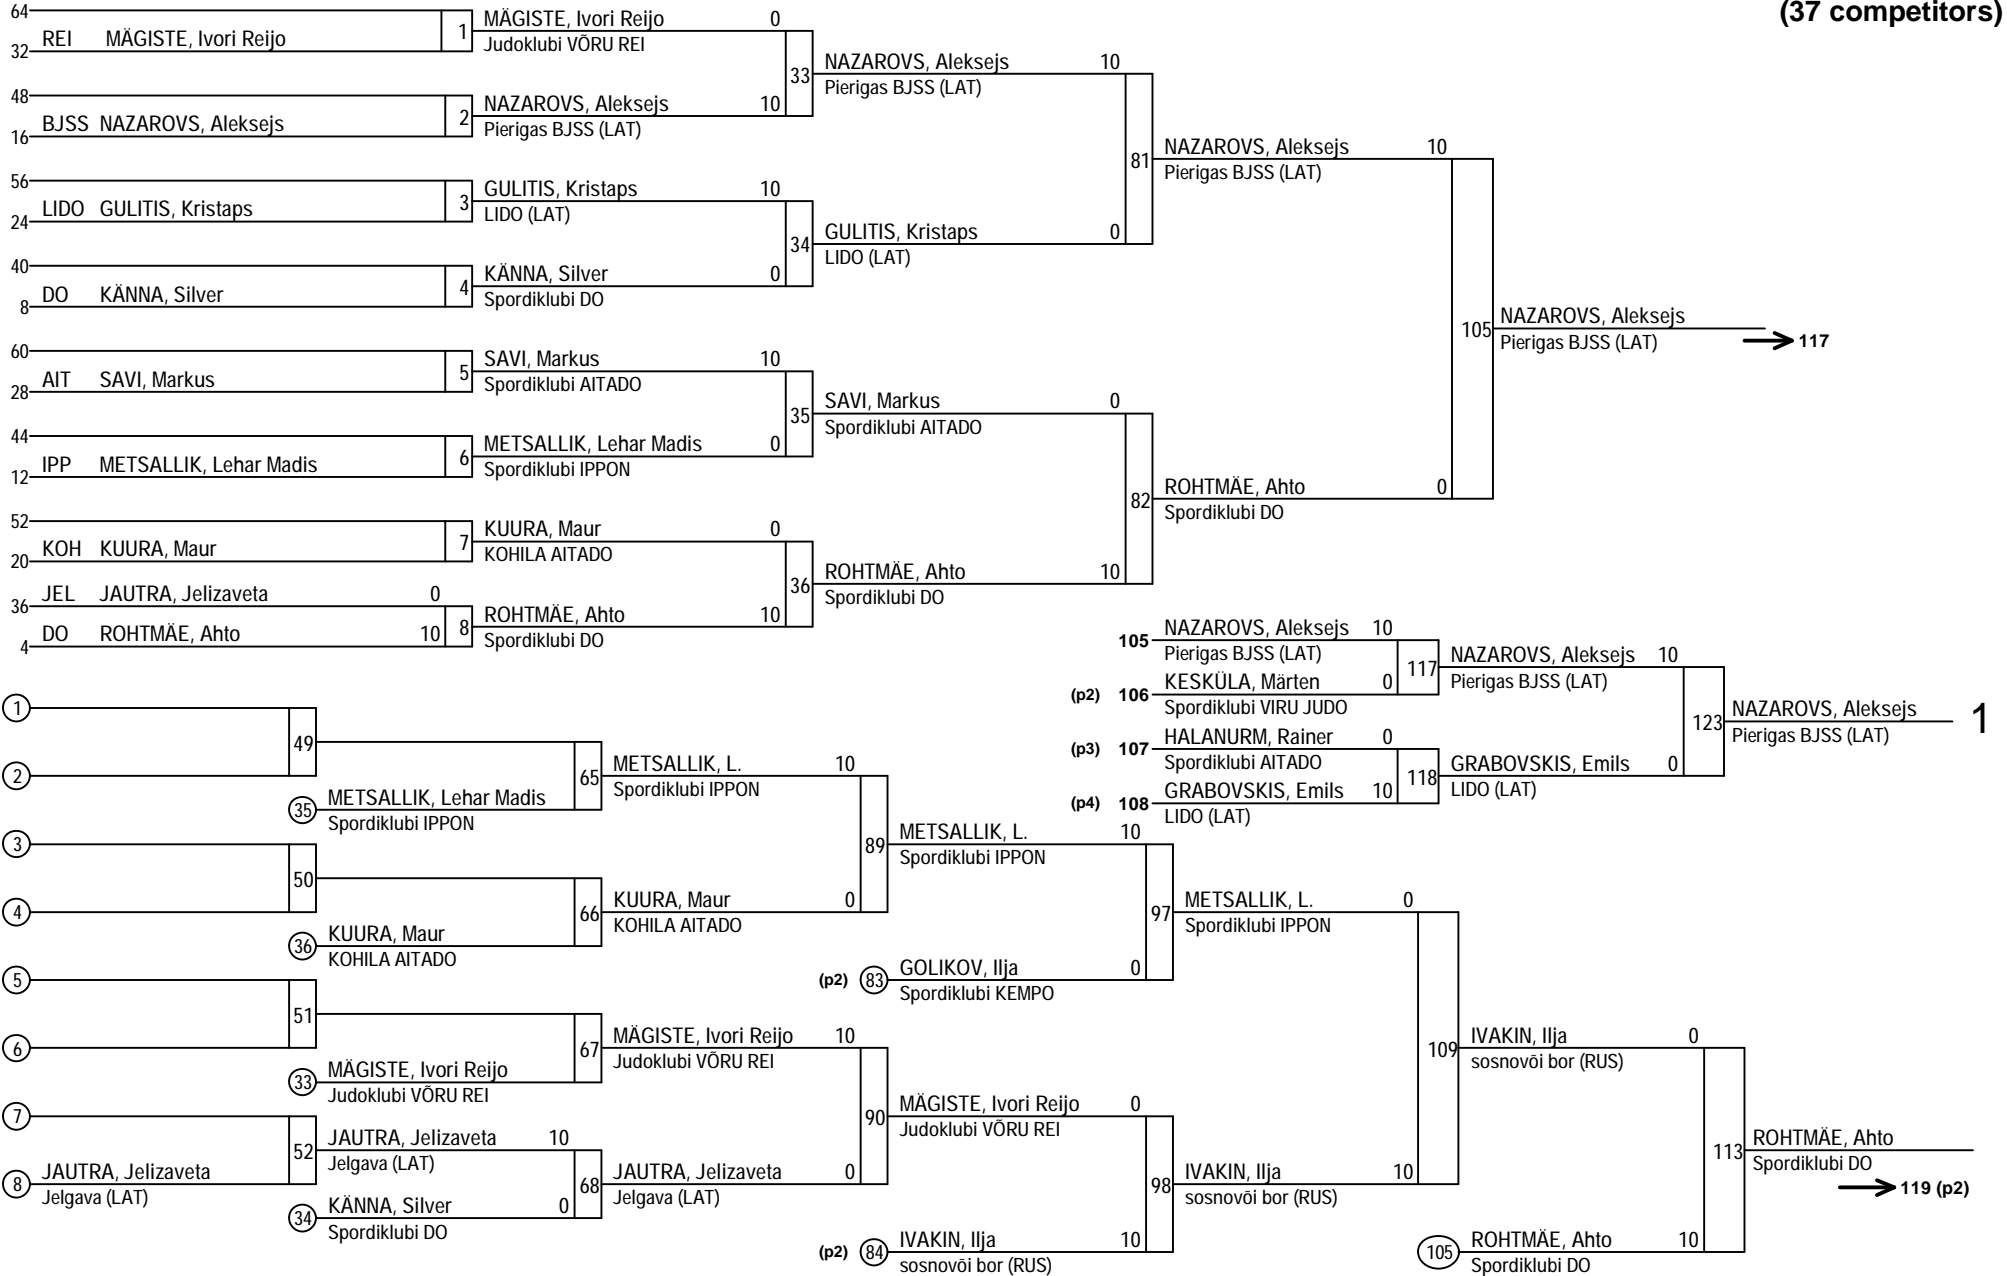 (37 competitors)
64
REI MÄGISTE, Ivori Reijo
32
1
MÄGISTE, Ivori Reijo 0
Judoklubi VÕRU REI
33
NAZAROVS, Aleksejs 10
Pierigas BJSS (LAT)
48
BJSS NAZAROVS, Aleksejs
16
2
NAZAROVS, Aleksejs 10
Pierigas BJSS (LAT)
81
NAZAROVS, Aleksejs 10
Pierigas BJSS (LAT)
56
LIDO GULITIS, Kristaps
24
3
GULITIS, Kristaps 10
LIDO (LAT)
34
GULITIS, Kristaps 0
LIDO (LAT)
40
DO KÄNNA, Silver
8
4
KÄNNA, Silver 0
Spordiklubi DO
105
NAZAROVS, Aleksejs
Pierigas BJSS (LAT)
117
60
AIT SAVI, Markus
28
5
SAVI, Markus 10
Spordiklubi AITADO
35
SAVI, Markus 0
Spordiklubi AITADO
44
IPP METSALLIK, Lehar Madis
12
6
METSALLIK, Lehar Madis 0
Spordiklubi IPPON
82
ROHTMÄE, Ahto 0
Spordiklubi DO
52
KOH KUURA, Maur
20
7
KUURA, Maur 0
KOHILA AITADO
36
ROHTMÄE, Ahto 10
Spordiklubi DO
JEL JAUTRA, Jelizaveta 0
36
DO ROHTMÄE, Ahto 10
4
8
ROHTMÄE, Ahto 10
Spordiklubi DO
105 NAZAROVS, Aleksejs 10
Pierigas BJSS (LAT)
117
(p2) 106 KESKÜLA, Märten 0
Spordiklubi VIRU JUDO
NAZAROVS, Aleksejs 10
Pierigas BJSS (LAT)
123
NAZAROVS, Aleksejs 1
Pierigas BJSS (LAT)
(p3) 107 HALANURM, Rainer 0
Spordiklubi AITADO
118
(p4) 108 GRABOVSKIS, Emils 10
LIDO (LAT)
GRABOVSKIS, Emils 0
LIDO (LAT)
1
49
2
35 METSALLIK, Lehar Madis
Spordiklubi IPPON
65
METSALLIK, L. 10
Spordiklubi IPPON
3
50
4
36 KUURA, Maur
KOHILA AITADO
66
KUURA, Maur 0
KOHILA AITADO
89
METSALLIK, L. 10
Spordiklubi IPPON
97
(p2) 83 GOLIKOV, Ilja 0
Spordiklubi KEMPO
METSALLIK, L. 0
Spordiklubi IPPON
5
51
6
33 MÄGISTE, Ivori Reijo
Judoklubi VÕRU REI
67
MÄGISTE, Ivori Reijo 10
Judoklubi VÕRU REI
109
IVAKIN, Ilja 0
sosnovõi bor (RUS)
7
52
8 JAUTRA, Jelizaveta
Jelgava (LAT)
JAUTRA, Jelizaveta 10
Jelgava (LAT)
34 KÄNNA, Silver 0
Spordiklubi DO
68
JAUTRA, Jelizaveta 0
Jelgava (LAT)
90
MÄGISTE, Ivori Reijo 0
Judoklubi VÕRU REI
98
(p2) 84 IVAKIN, Ilja 10
sosnovõi bor (RUS)
IVAKIN, Ilja 10
sosnovõi bor (RUS)
113
ROHTMÄE, Ahto
Spordiklubi DO
119 (p2)
105 ROHTMÄE, Ahto 10
Spordiklubi DO